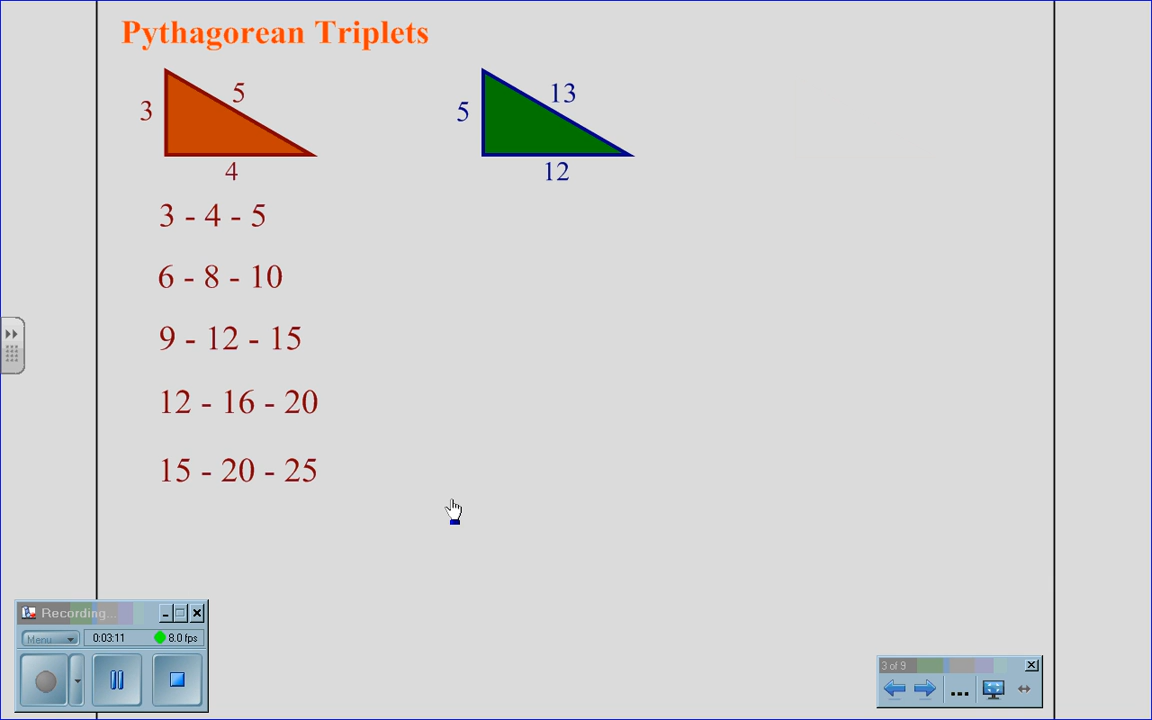 Pythagorean Triplets
3
5
4
5
13
12
3 - 4 - 5
6 - 8 - 10
9 - 12 - 15
12 - 16 - 20
15 - 20 - 25
Recording...
Menu
0:03:11
8.0 fps
3 of 9
...